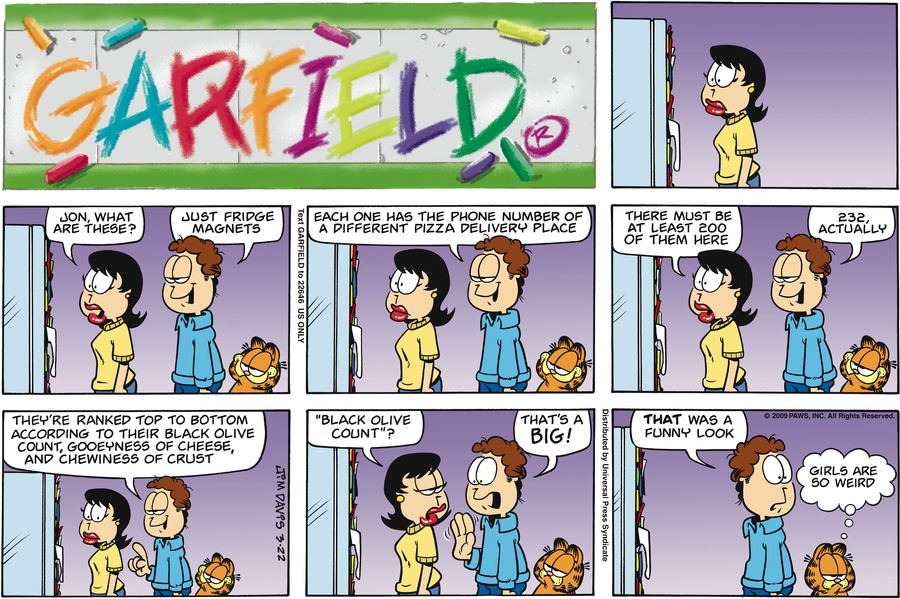 GARFIELD®
JON, WHAT
ARE THESE?
JUST FRIDGE
MAGNETS
Text GARFIELD to 22646 US ONLY
EACH ONE HAS THE PHONE NUMBER OF
A DIFFERENT PIZZA DELIVERY PLACE
THERE MUST BE
AT LEAST 200
OF THEM HERE
232,
ACTUALLY
THEY'RE RANKED TOP TO BOTTOM
ACCORDING TO THEIR BLACK OLIVE
COUNT, GOOEYNESS OF CHEESE,
AND CHEWINESS OF CRUST
JIM DAVIS 3-22
"BLACK OLIVE
COUNT"?
THAT'S A
BIG!
Distributed by Universal Press Syndicate
© 2009 PAWS, INC. All Rights Reserved.
THAT WAS A
FUNNY LOOK
GIRLS ARE
SO WEIRD